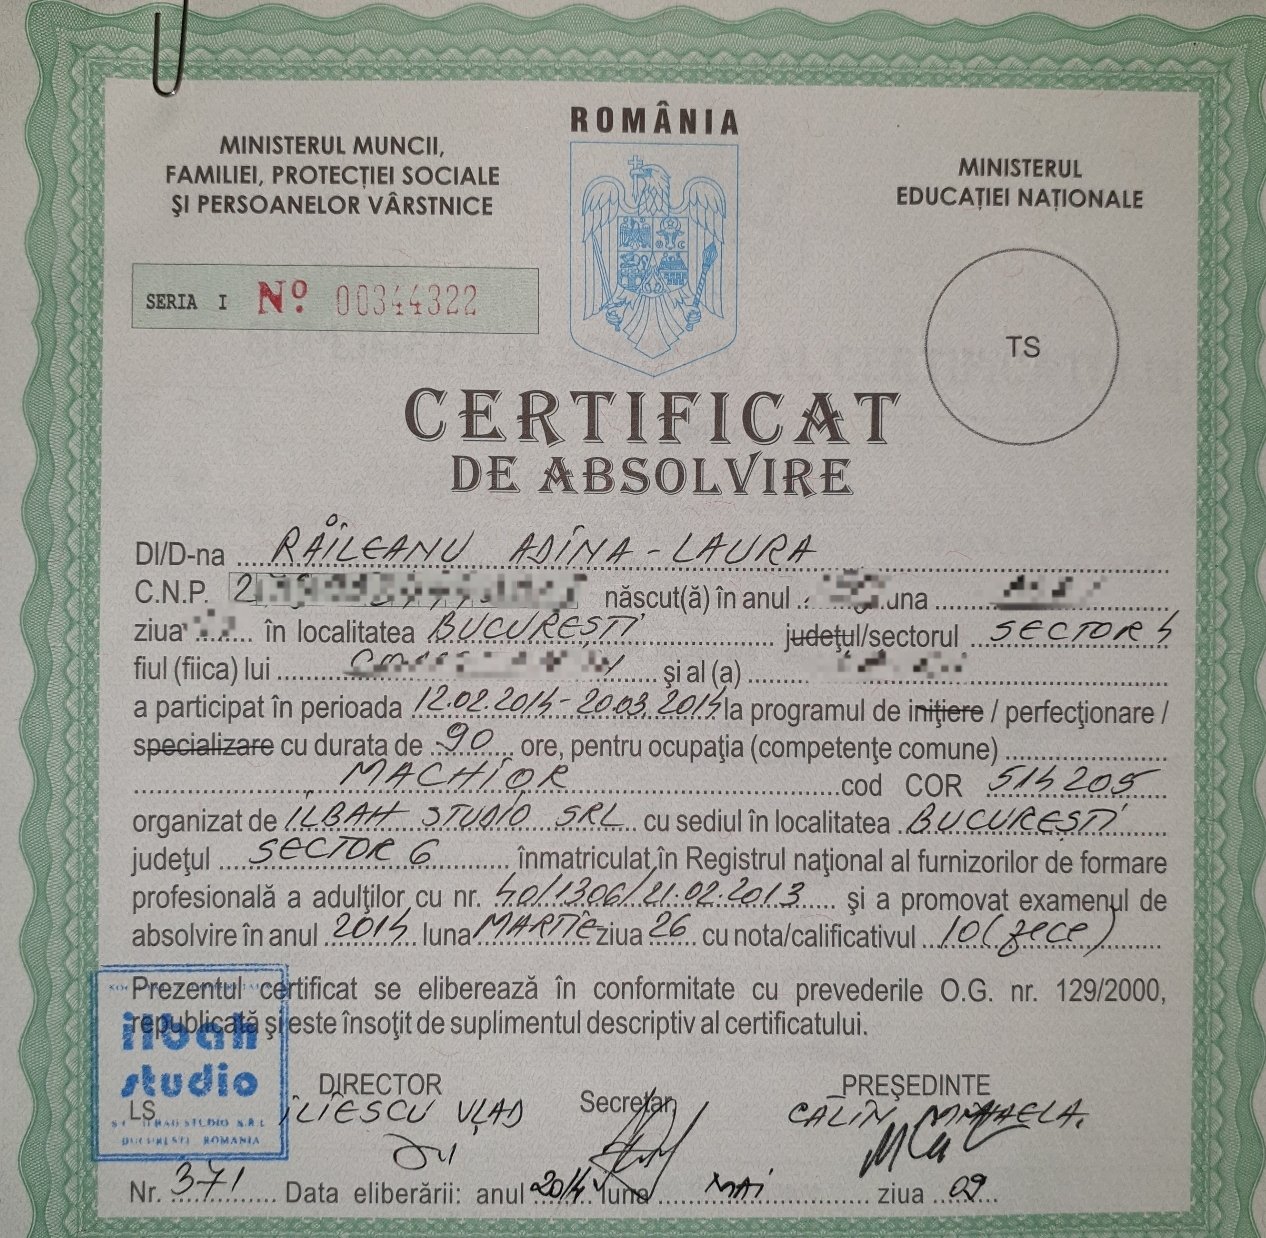 ROMÂNIA
MINISTERUL MUNCII,
FAMILIEI, PROTECȚIEI SOCIALE
ȘI PERSOANELOR VÂRSTNICE
MINISTERUL
EDUCAȚIEI NAȚIONALE
SERIA I Nº 00344322
TS
CERTIFICAT
DE ABSOLVIRE
Dl/D-na RĂILEANU ADINA-LAURA
C.N.P. 2 născut(ă) în anul luna
ziua în localitatea BUCUREȘTI județul/sectorul SECTOR 4
fiul (fiica) lui și al (a)
a participat în perioada 12.02.2014-20.03.2014 la programul de inițiere / perfecționare /
specializare cu durata de 90 ore, pentru ocupația (competențe comune)
MACHIOR cod COR 514205
organizat de ILBAH STUDIO SRL cu sediul în localitatea BUCUREȘTI
județul SECTOR 6 înmatriculat în Registrul național al furnizorilor de formare
profesională a adulților cu nr. 40/1306/21.02.2013 și a promovat examenul de
absolvire în anul 2014 luna MARTIE ziua 26 cu nota/calificativul 10 (zece)
Prezentul certificat se eliberează în conformitate cu prevederile O.G. nr. 129/2000,
republicată și este însoțit de suplimentul descriptiv al certificatului.
ilbah
studio
BUCUREȘTI ROMANIA
LS
DIRECTOR
ILIESCU VLAD
Secretar
PREȘEDINTE
CALIN MIHAELA
Nr. 371 Data eliberării: anul 2014 luna MAI ziua 09